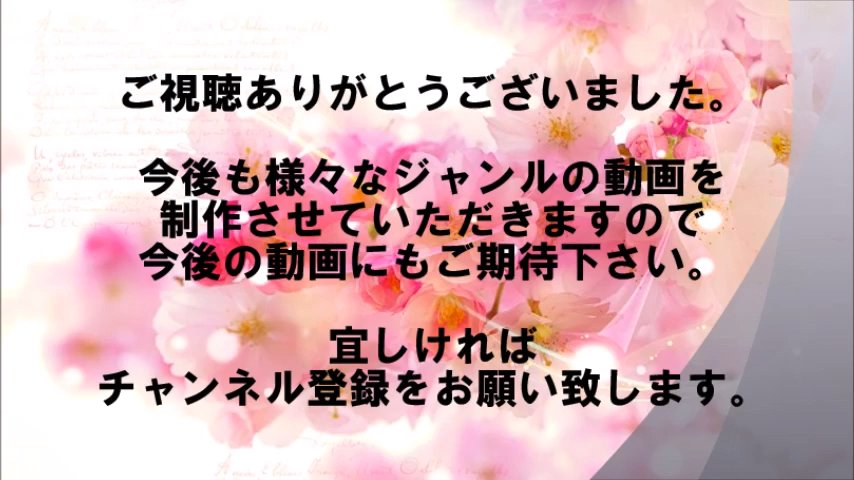 ご視聴ありがとうございました。
今後も様々なジャンルの動画を
制作させていただきますので
今後の動画にもご期待下さい。
宜しければ
チャンネル登録をお願い致します。